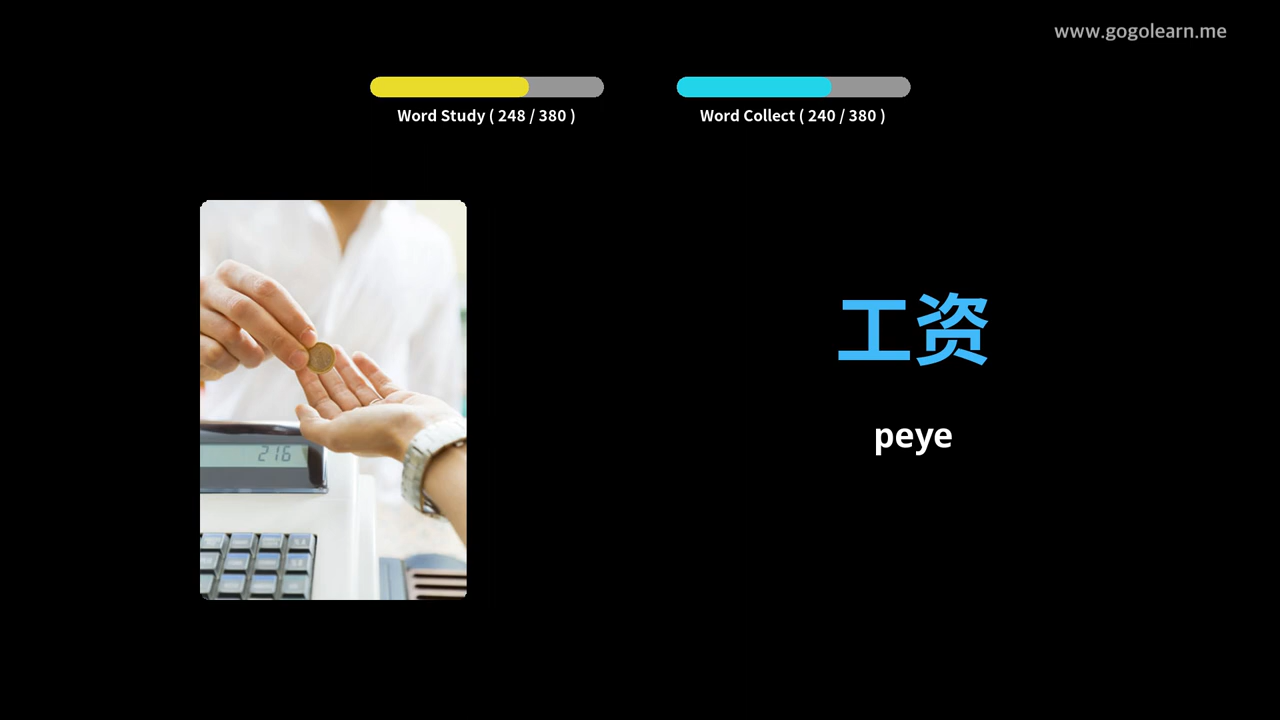 www.gogolearn.me
Word Study ( 248 / 380 )
Word Collect ( 240 / 380 )
工资
peye
216